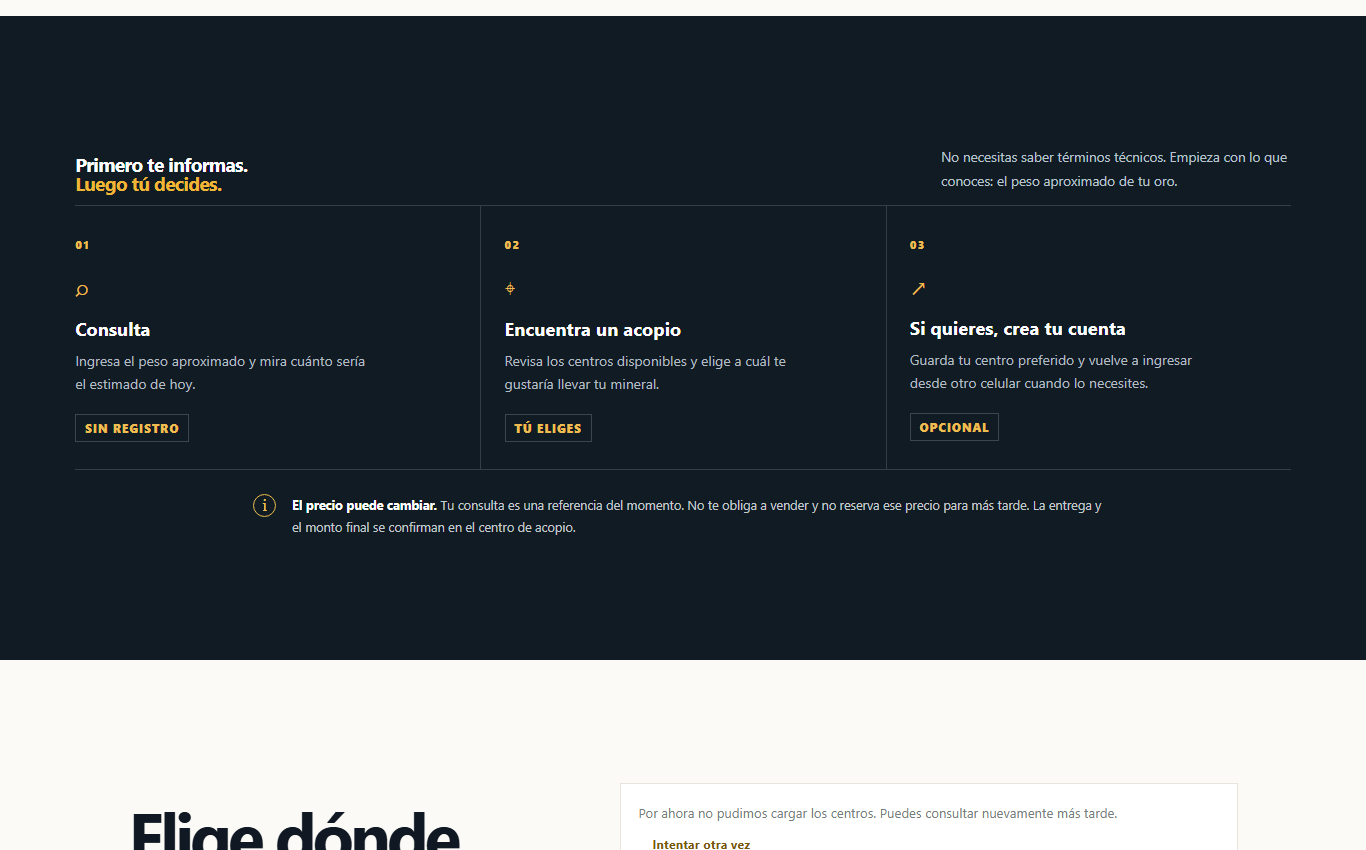 Primero te informas.
Luego tú decides.
No necesitas saber términos técnicos. Empieza con lo que
conoces: el peso aproximado de tu oro.
01
Consulta
Ingresa el peso aproximado y mira cuánto sería
el estimado de hoy.
SIN REGISTRO
02
Encuentra un acopio
Revisa los centros disponibles y elige a cuál te
gustaría llevar tu mineral.
TÚ ELIGES
03
Si quieres, crea tu cuenta
Guarda tu centro preferido y vuelve a ingresar
desde otro celular cuando lo necesites.
OPCIONAL
i
El precio puede cambiar. Tu consulta es una referencia del momento. No te obliga a vender y no reserva ese precio para más tarde. La entrega y
el monto final se confirman en el centro de acopio.
Elige dónde
Por ahora no pudimos cargar los centros. Puedes consultar nuevamente más tarde.
Intentar otra vez